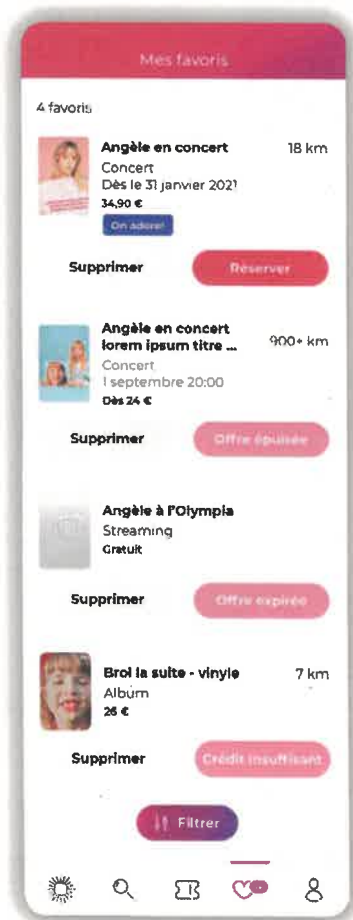 Mes favoris
4 favoris
Angèle en concert
18 km
Concert
Dès le 31 janvier 2021
34,90 €
On adore!
Supprimer
Réserver
Angèle en concert
lorem ipsum titre ...
900+ km
Concert
1 septembre 20:00
Dès 24 €
Supprimer
Offre épuisée
Angèle à l'Olympia
Streaming
Gratuit
Supprimer
Offre expirée
Brol la suite - vinyle
7 km
Album
26 €
Supprimer
Crédit insuffisant
Filtrer